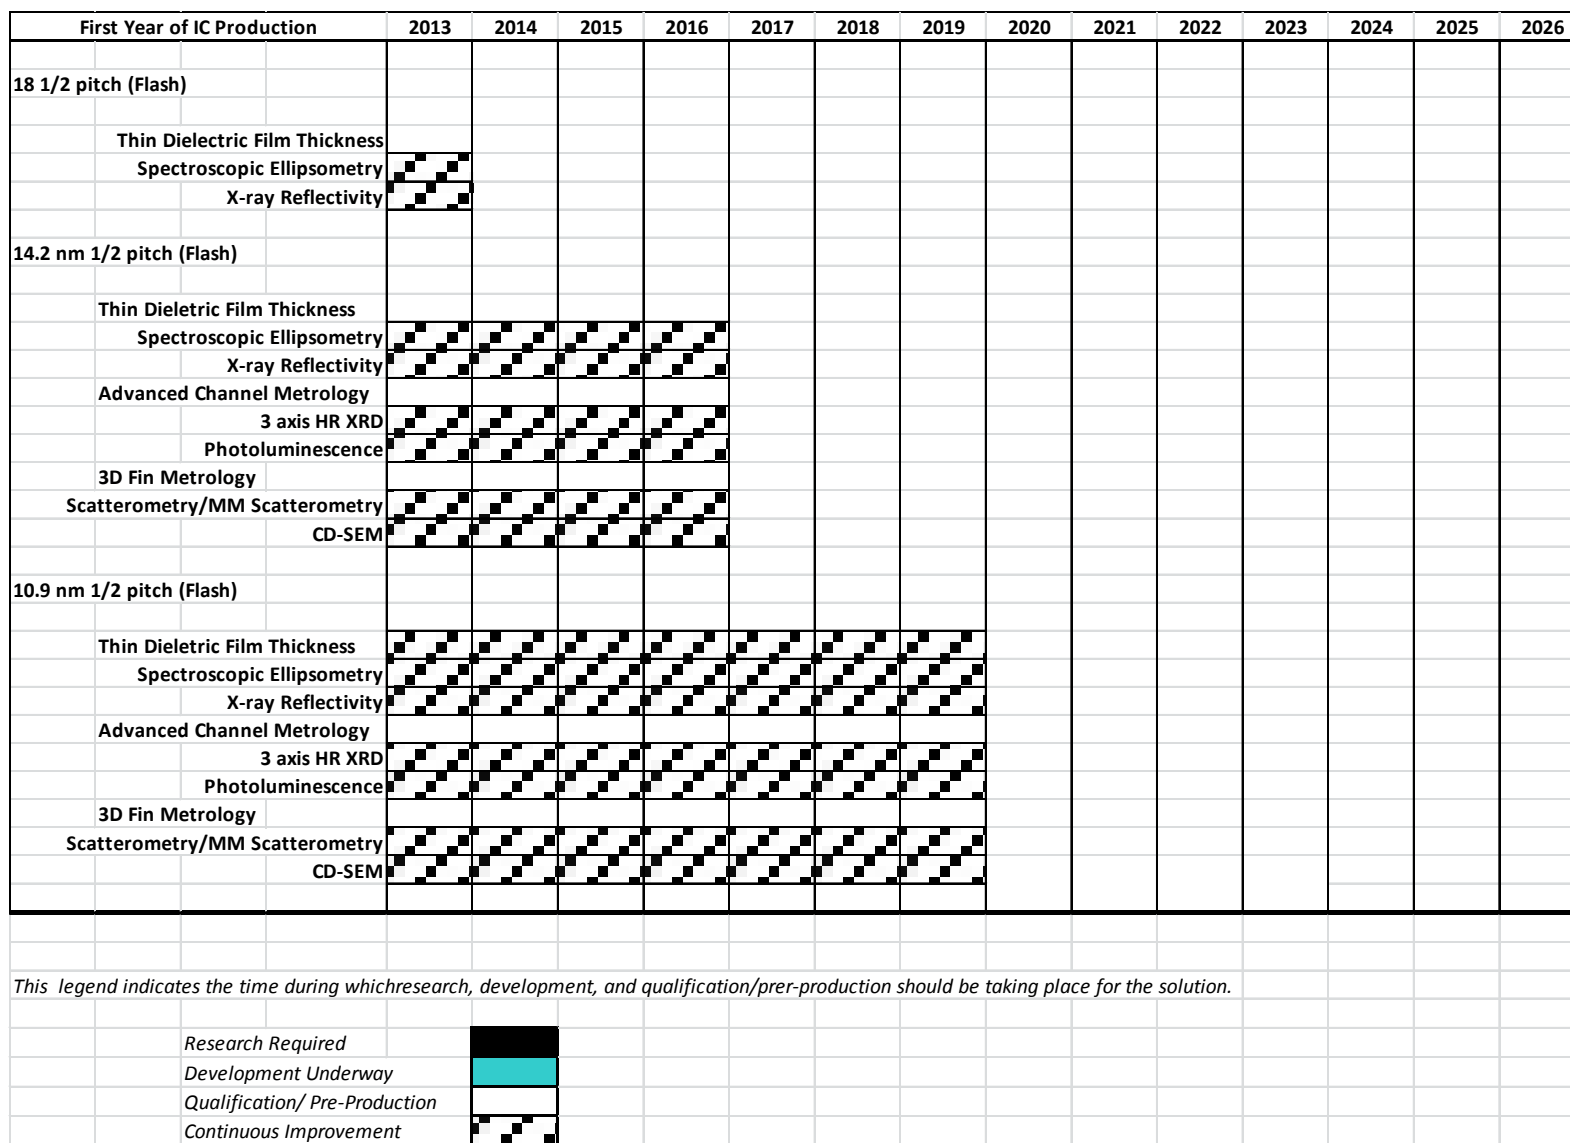 First Year of IC Production 2013 2014 2015 2016 2017 2018 2019 2020 2021 2022 2023 2024 2025 2026
18 1/2 pitch (Flash)
Thin Dielectric Film Thickness
Spectroscopic Ellipsometry
X-ray Reflectivity
14.2 nm 1/2 pitch (Flash)
Thin Dieletric Film Thickness
Spectroscopic Ellipsometry
X-ray Reflectivity
Advanced Channel Metrology
3 axis HR XRD
Photoluminescence
3D Fin Metrology
Scatterometry/MM Scatterometry
CD-SEM
10.9 nm 1/2 pitch (Flash)
Thin Dieletric Film Thickness
Spectroscopic Ellipsometry
X-ray Reflectivity
Advanced Channel Metrology
3 axis HR XRD
Photoluminescence
3D Fin Metrology
Scatterometry/MM Scatterometry
CD-SEM
This legend indicates the time during whichresearch, development, and qualification/prer-production should be taking place for the solution.
Research Required
Development Underway
Qualification/ Pre-Production
Continuous Improvement